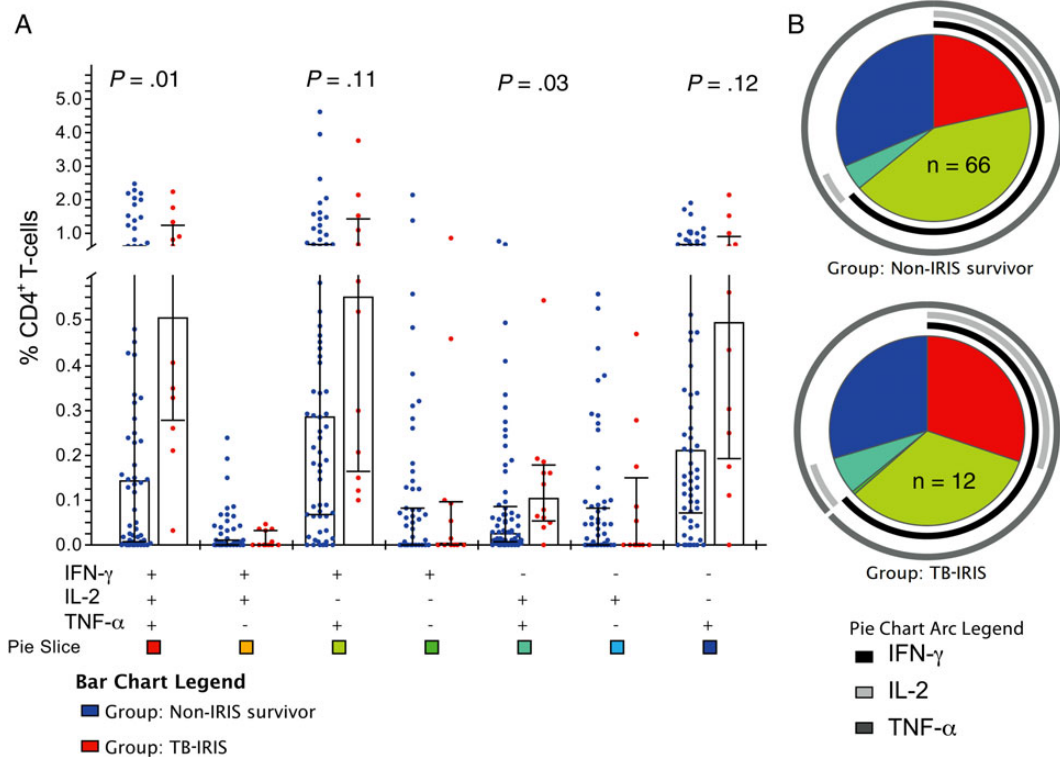 A
B
P = .01
P = .11
P = .03
P = .12
5.0
4.0
3.0
2.0
1.0
0.5
0.4
0.3
0.2
0.1
0.0
% CD4⁺ T-cells
IFN-γ + + + + - - -
IL-2 + + - - + + -
TNF-α + - + - + - +
Pie Slice
Bar Chart Legend
Group: Non-IRIS survivor
Group: TB-IRIS
n = 66
Group: Non-IRIS survivor
n = 12
Group: TB-IRIS
Pie Chart Arc Legend
IFN-γ
IL-2
TNF-α